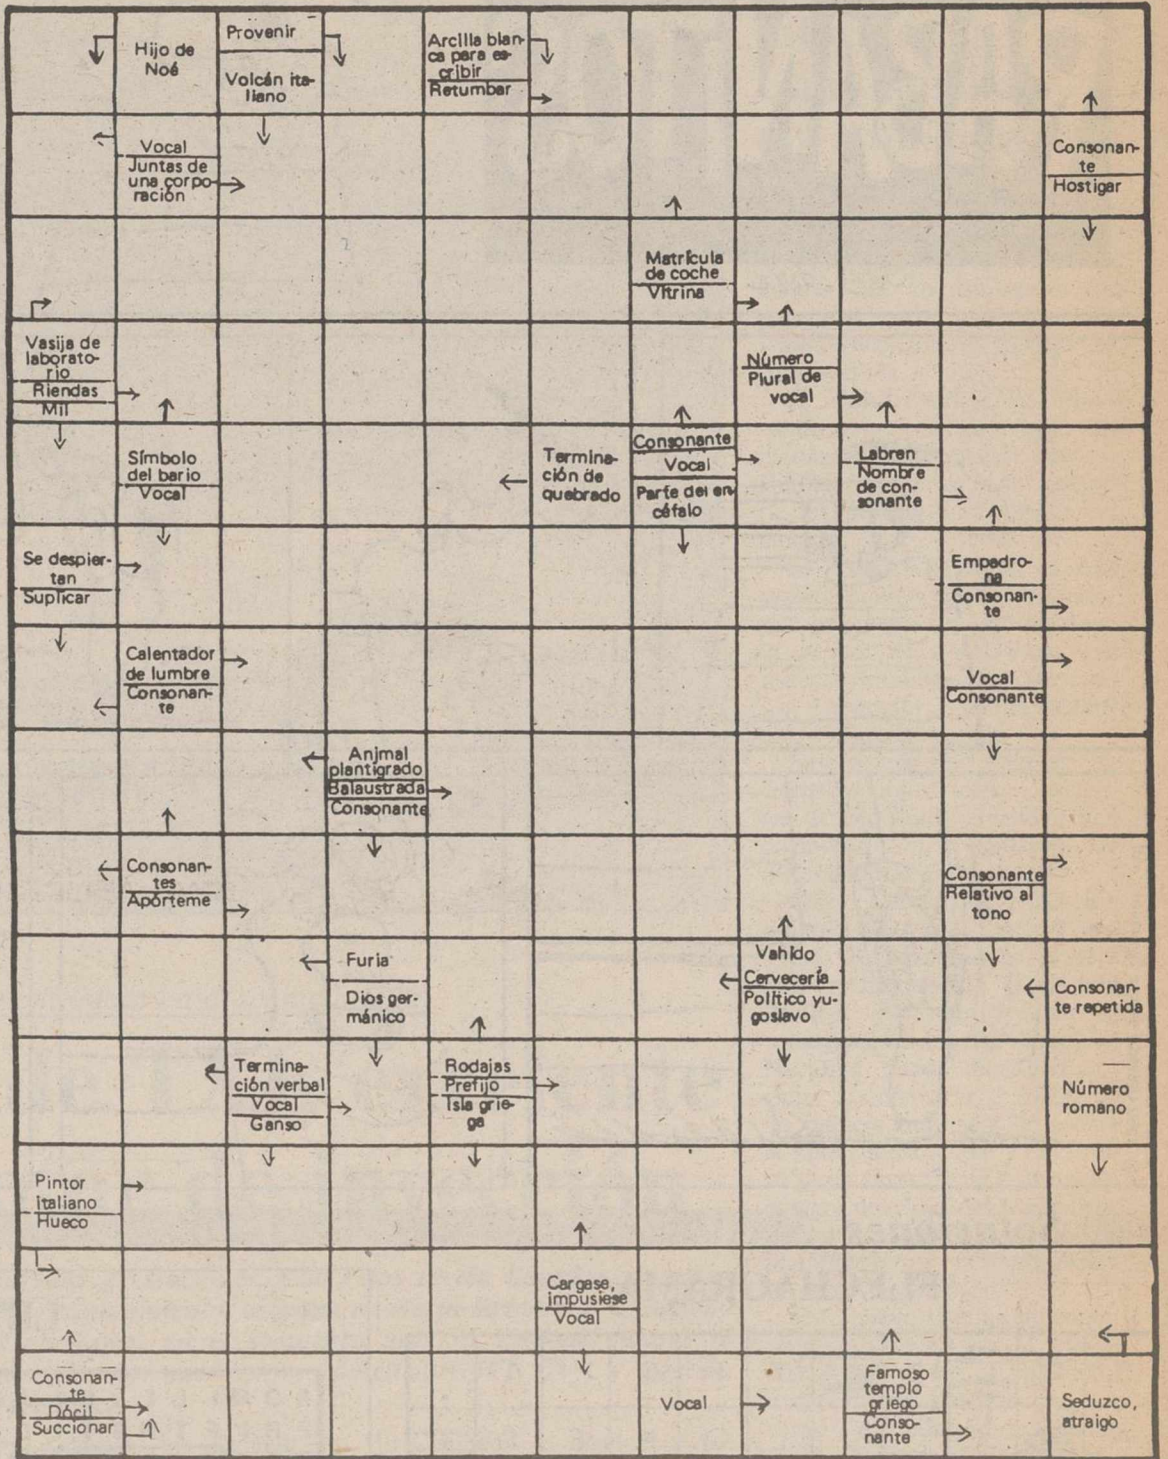 Hijo de
Noé
Provenir
Volcán ita-
liano
Arcilla blan-
ca para es-
cribir
Retumbar
Vocal
Juntas de
una corpo-
ración
Consonan-
te
Hostigar
Matrícula
de coche
Vitrina
Vasija de
laborato-
rio
Riendas
Mil
Número
Plural de
vocal
Símbolo
del bario
Vocal
Termina-
ción de
quebrado
Consonante
Vocal
Parte del en-
céfalo
Labren
Nombre
de con-
sonante
Se despier-
tan
Suplicar
Empadro-
na
Consonan-
te
Calentador
de lumbre
Consonan-
te
Vocal
Consonante
Animal
plantígrado
Balaustrada
Consonante
Consonan-
tes
Apórteme
Consonante
Relativo al
tono
Furia
Dios ger-
mánico
Vahído
Cervecería
Político yu-
goslavo
Consonan-
te repetida
Termina-
ción verbal
Vocal
Ganso
Rodajas
Prefijo
Isla grie-
ga
Número
romano
Pintor
italiano
Hueco
Cargase,
impusiese
Vocal
Consonan-
te
Dócil
Succionar
Vocal
Famoso
templo
griego
Conso-
nante
Seduzco,
atraigo